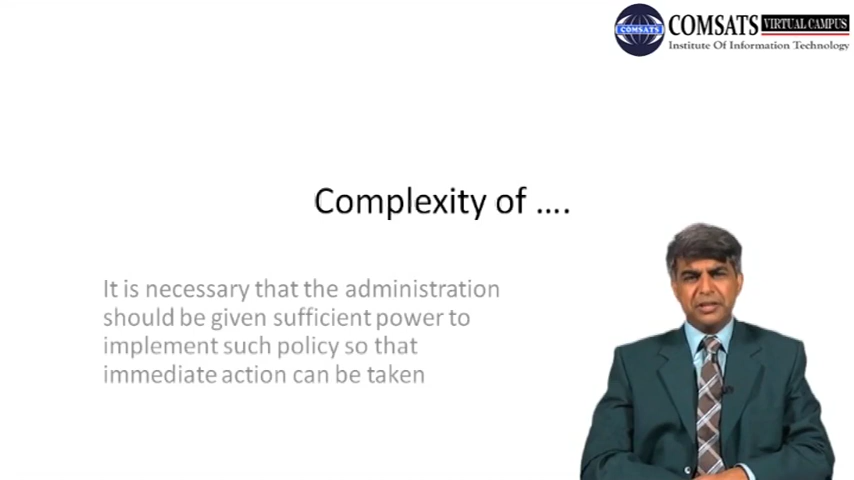 COMSATS
COMSATS VIRTUAL CAMPUS
Institute Of Information Technology
Complexity of ....
It is necessary that the administration
should be given sufficient power to
implement such policy so that
immediate action can be taken